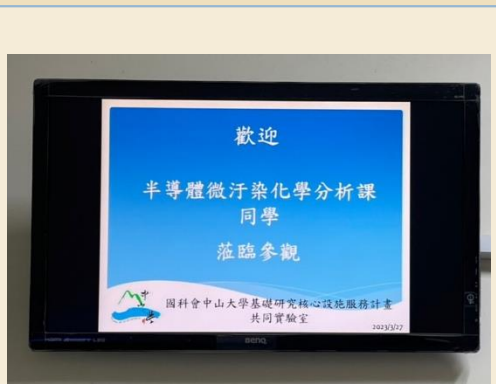 歡迎
半導體微汙染化學分析課
同學
蒞臨參觀
國科會中山大學基礎研究核心設施服務計畫
共同實驗室
2023/3/27
BENQ